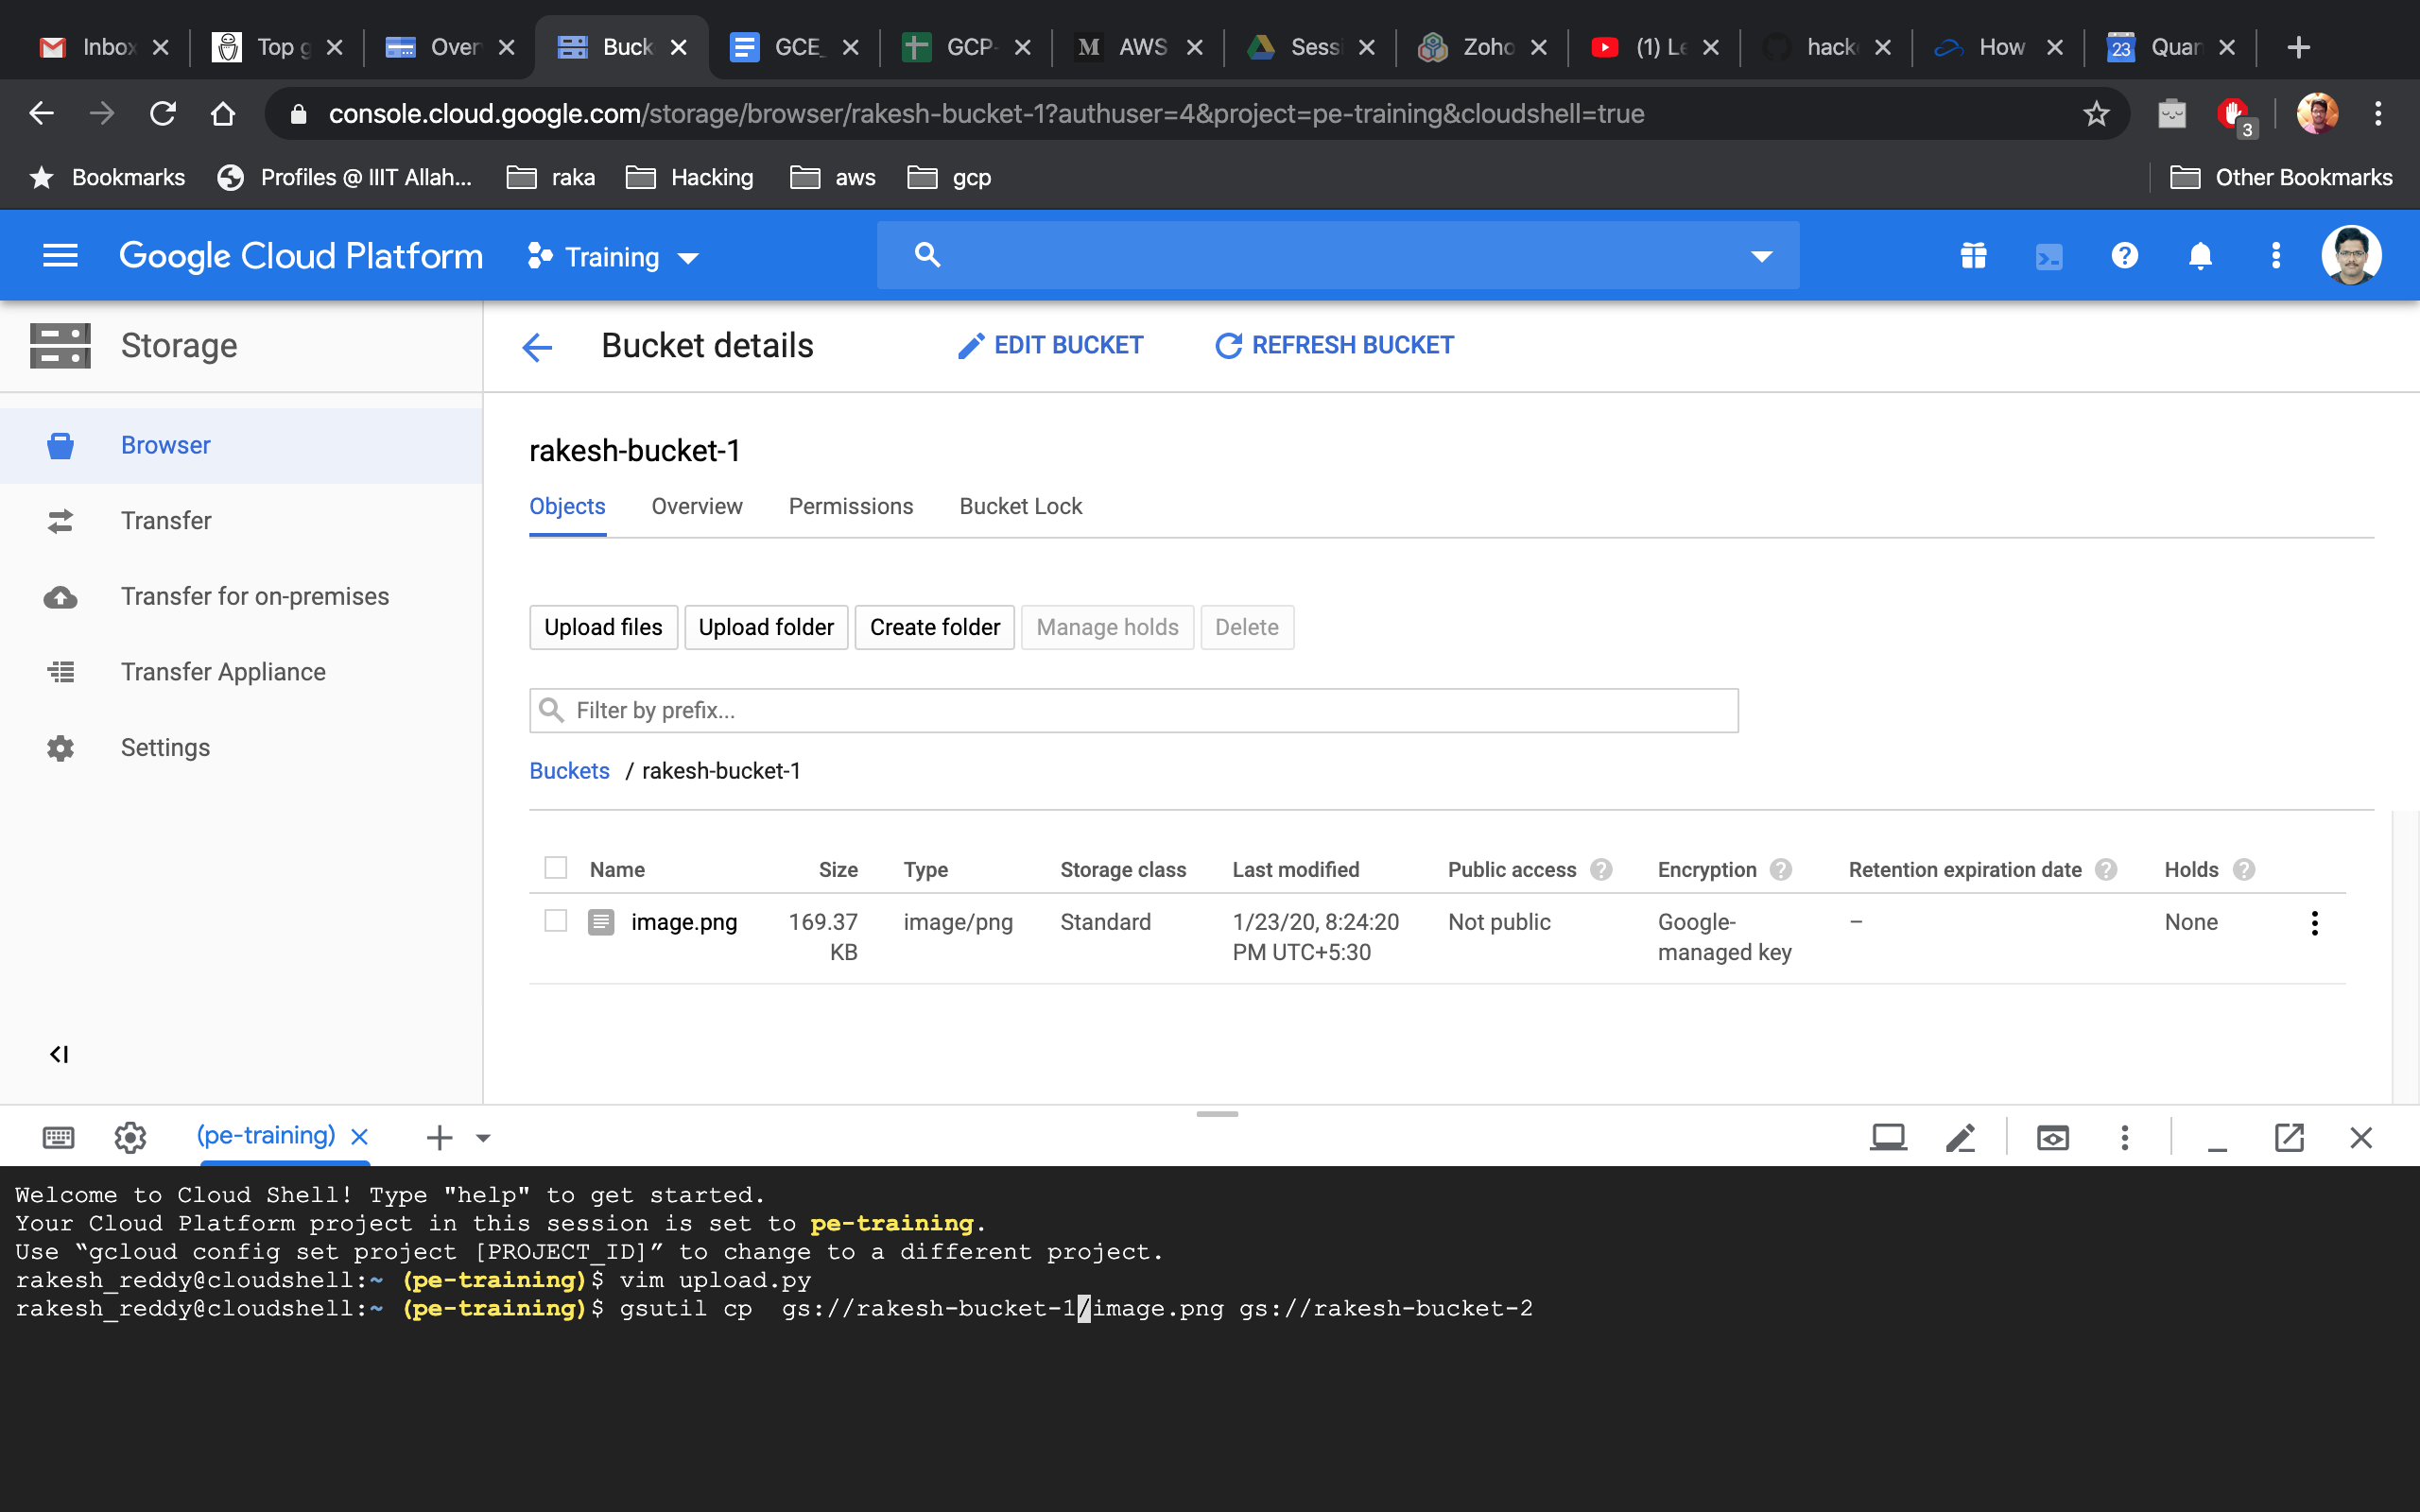 Inbox
Top g
Over
Buck
GCE_
GCP-
M
AWS
Sessi
Zoho
(1) Le
hack
How
23
Quar
console.cloud.google.com/storage/browser/rakesh-bucket-1?authuser=4&project=pe-training&cloudshell=true
3
Bookmarks
Profiles @ IIIT Allah...
raka
Hacking
aws
gcp
Other Bookmarks
Google Cloud Platform
Training
Storage
Bucket details
EDIT BUCKET
REFRESH BUCKET
Browser
Transfer
Transfer for on-premises
Transfer Appliance
Settings
rakesh-bucket-1
Objects
Overview
Permissions
Bucket Lock
Upload files
Upload folder
Create folder
Manage holds
Delete
Filter by prefix...
Buckets / rakesh-bucket-1
Name Size Type Storage class Last modified Public access Encryption Retention expiration date Holds
image.png 169.37 image/png Standard 1/23/20, 8:24:20 Not public Google- – None
KB PM UTC+5:30 managed key
(pe-training)
Welcome to Cloud Shell! Type "help" to get started.
Your Cloud Platform project in this session is set to pe-training.
Use “gcloud config set project [PROJECT_ID]” to change to a different project.
rakesh_reddy@cloudshell:~ (pe-training)$ vim upload.py
rakesh_reddy@cloudshell:~ (pe-training)$ gsutil cp  gs://rakesh-bucket-1/image.png gs://rakesh-bucket-2